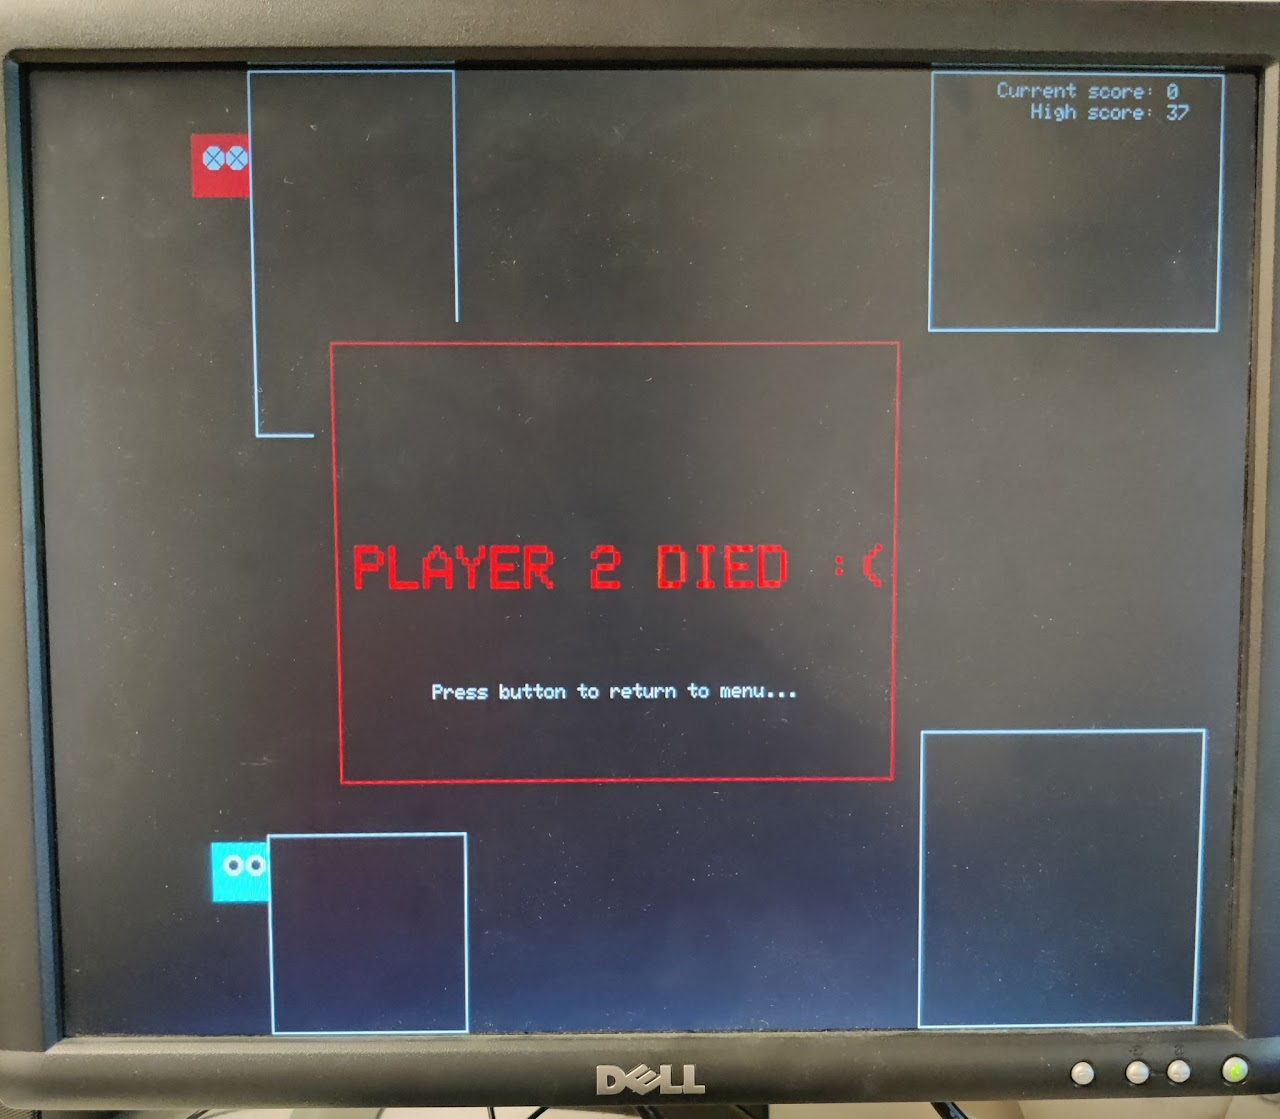 Current score: 0
High score: 37
PLAYER 2 DIED :(
Press button to return to menu...
DELL